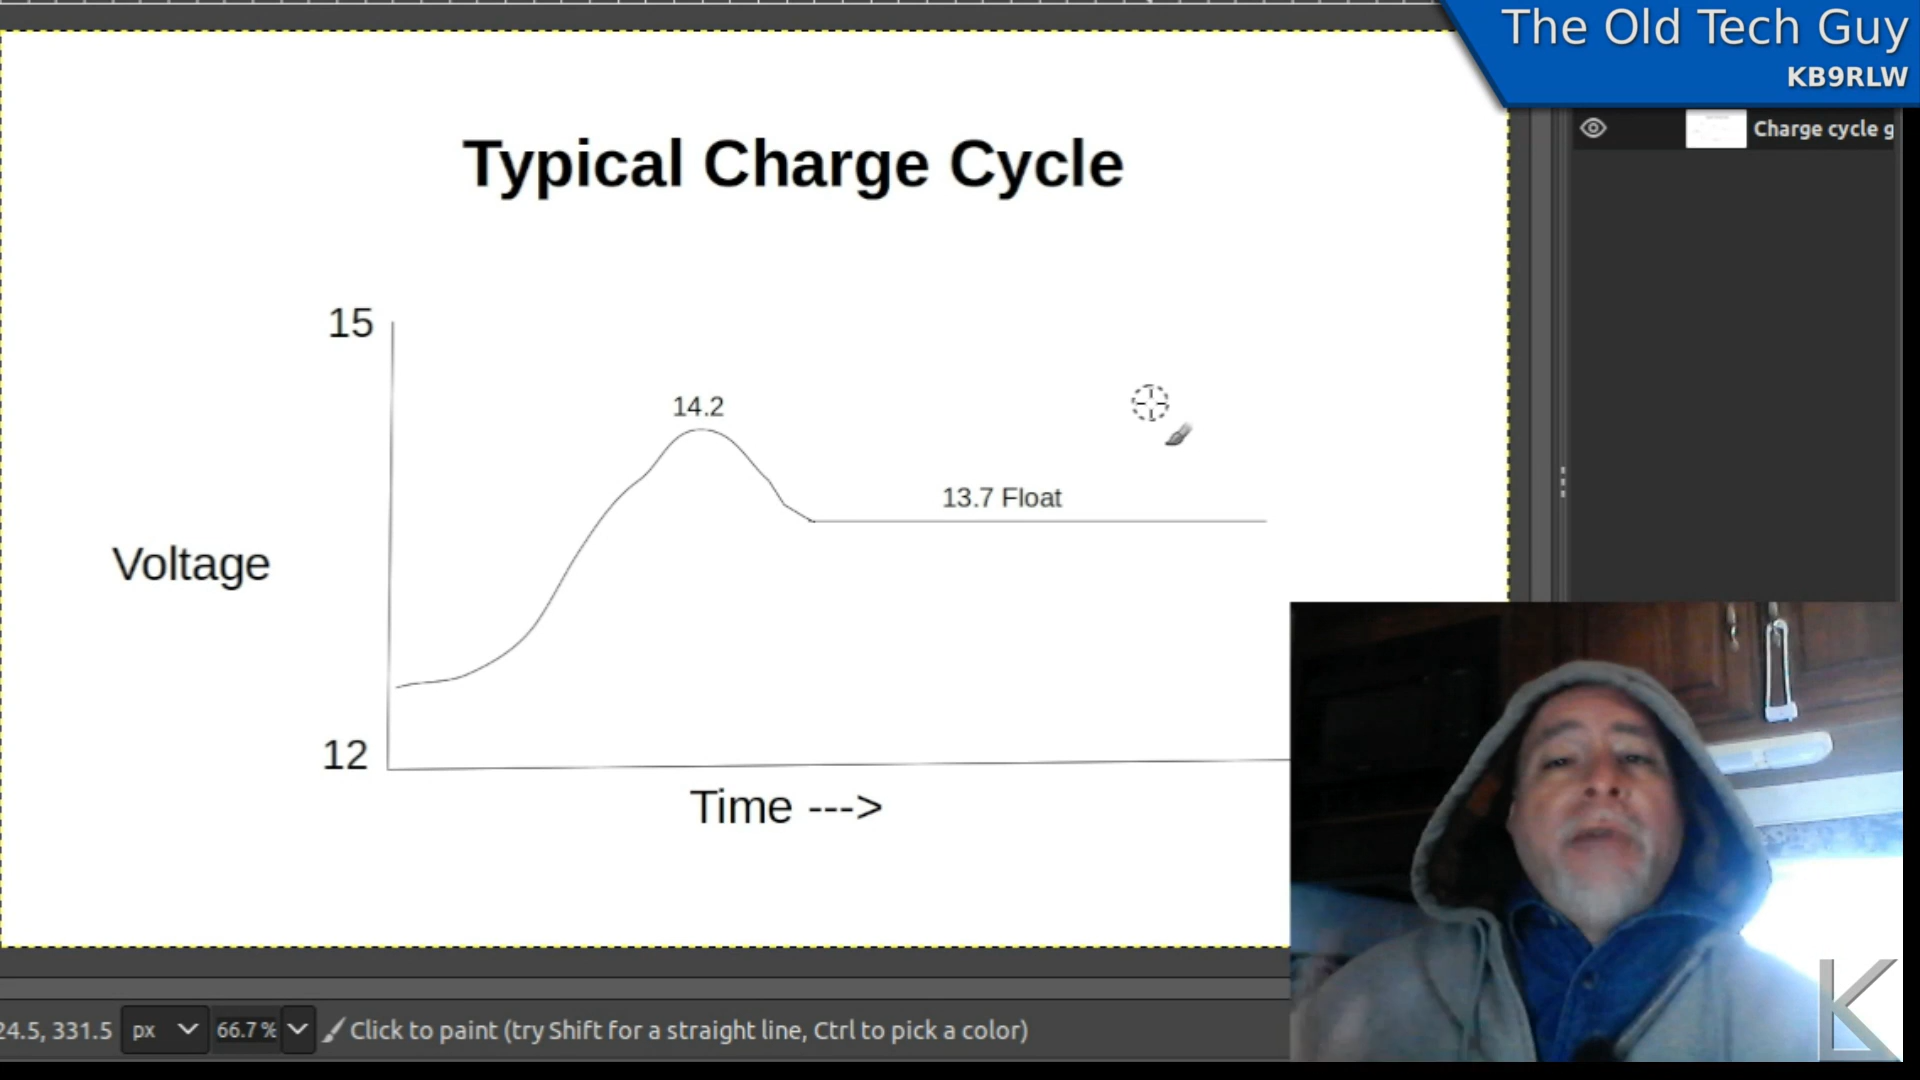 The Old Tech Guy
KB9RLW
Charge cycle g
Typical Charge Cycle
15
14.2
13.7 Float
Voltage
12
Time --->
24.5, 331.5 px 66.7 % Click to paint (try Shift for a straight line, Ctrl to pick a color)
K